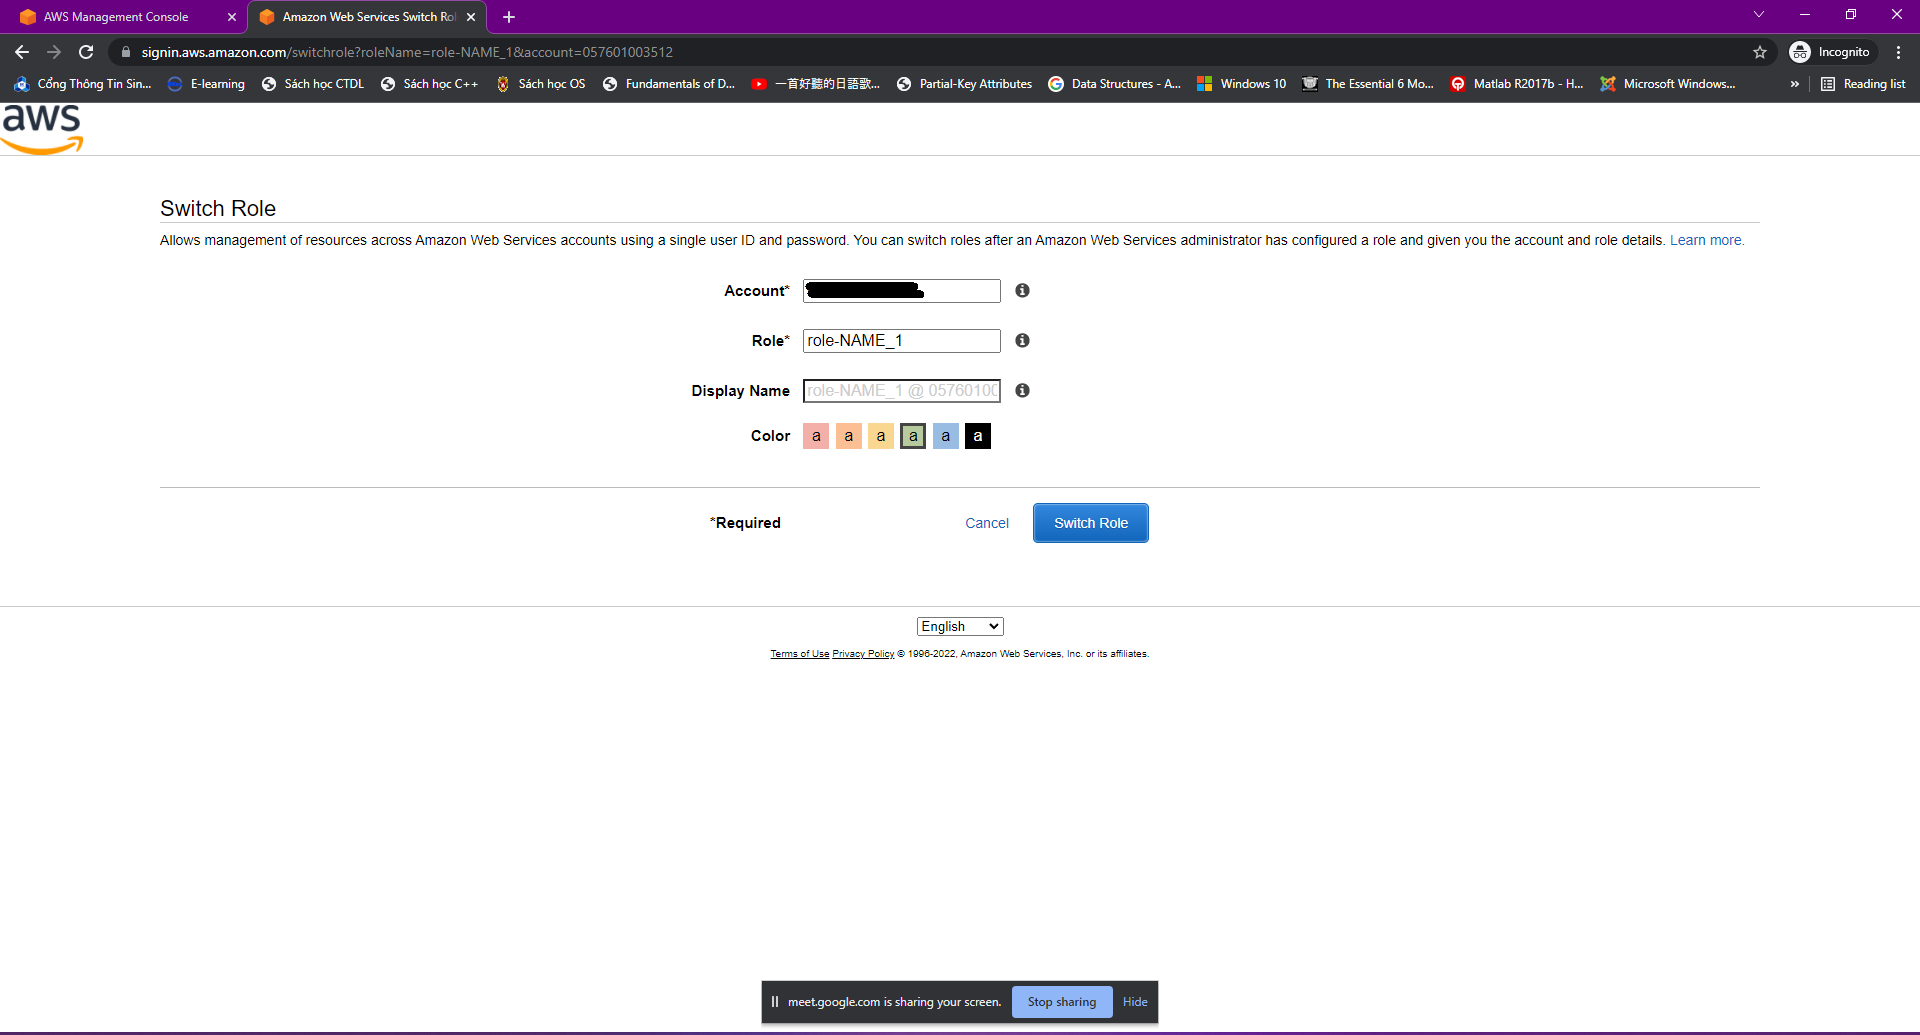 AWS Management Console
Amazon Web Services Switch Rol
signin.aws.amazon.com/switchrole?roleName=role-NAME_1&account=057601003512
Incognito
Cổng Thông Tin Sin...
E-learning
Sách học CTDL
Sách học C++
Sách học OS
Fundamentals of D...
一首好聽的日語歌...
Partial-Key Attributes
Data Structures - A...
Windows 10
The Essential 6 Mo...
Matlab R2017b - H...
Microsoft Windows...
»
Reading list
aws
Switch Role
Allows management of resources across Amazon Web Services accounts using a single user ID and password. You can switch roles after an Amazon Web Services administrator has configured a role and given you the account and role details. Learn more.
Account*
Role* role-NAME_1
Display Name role-NAME_1 @ 05760100
Color a a a a a a
*Required Cancel Switch Role
English
Terms of Use Privacy Policy © 1996-2022, Amazon Web Services, Inc. or its affiliates.
meet.google.com is sharing your screen. Stop sharing Hide